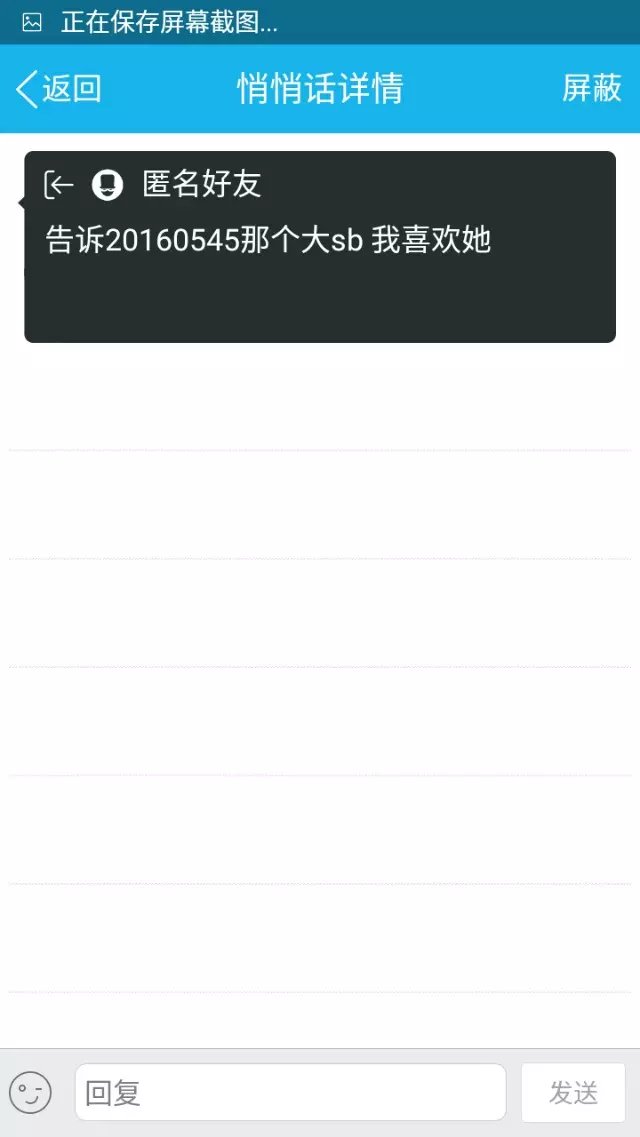 正在保存屏幕截图...
返回 悄悄话详情 屏蔽
匿名好友
告诉20160545那个大sb 我喜欢她
回复 发送